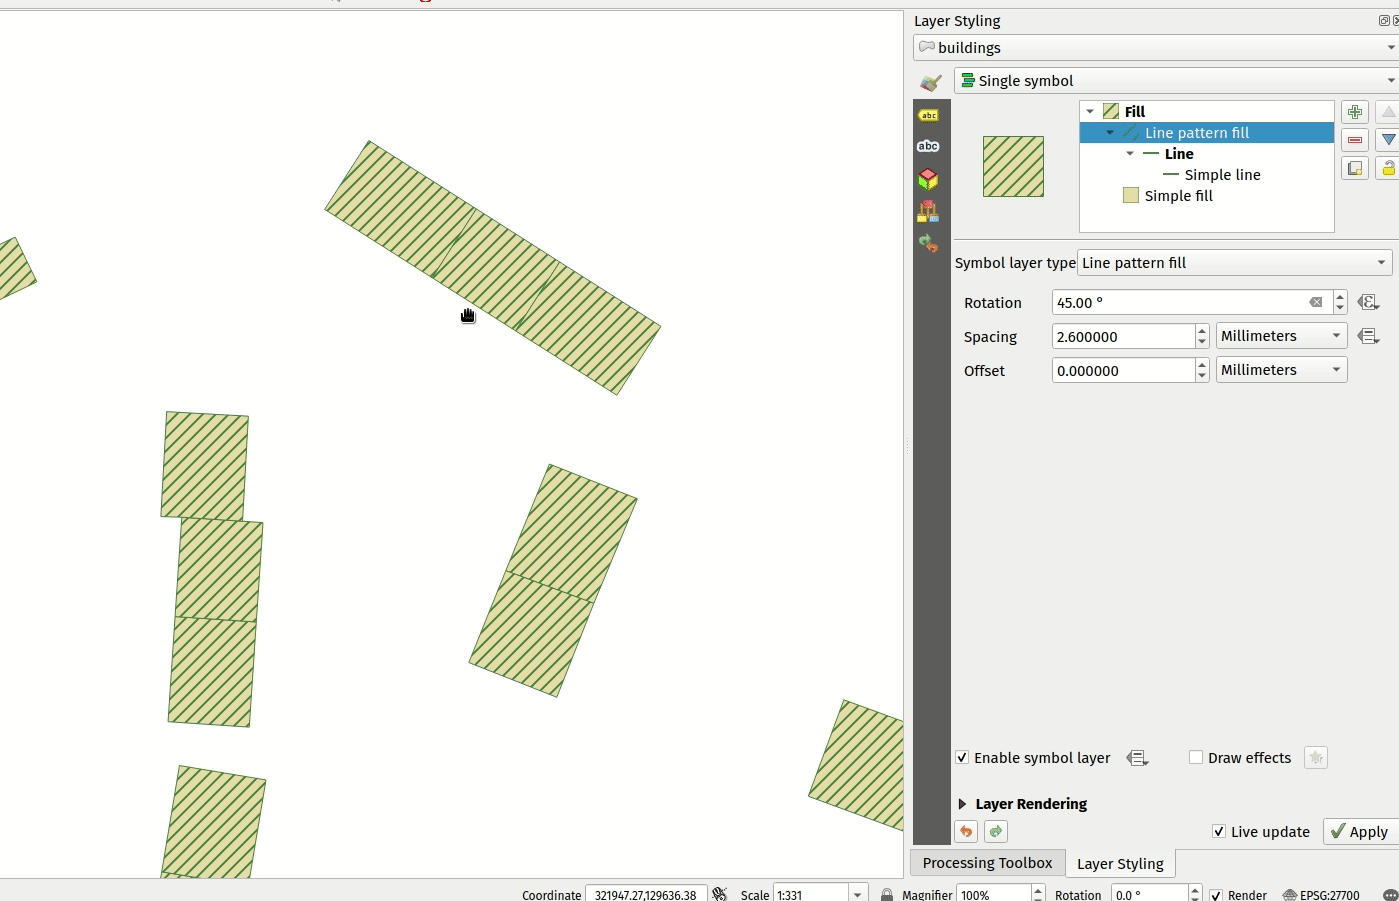 Layer Styling
buildings
Single symbol
abc
abc
Fill
Line pattern fill
Line
Simple line
Simple fill
Symbol layer type Line pattern fill
Rotation 45.00 °
Spacing 2.600000 Millimeters
Offset 0.000000 Millimeters
Enable symbol layer Draw effects
Layer Rendering
Live update Apply
Processing Toolbox Layer Styling
Coordinate 321947.27,129636.38 Scale 1:331 Magnifier 100% Rotation 0.0 ° Render EPSG:27700